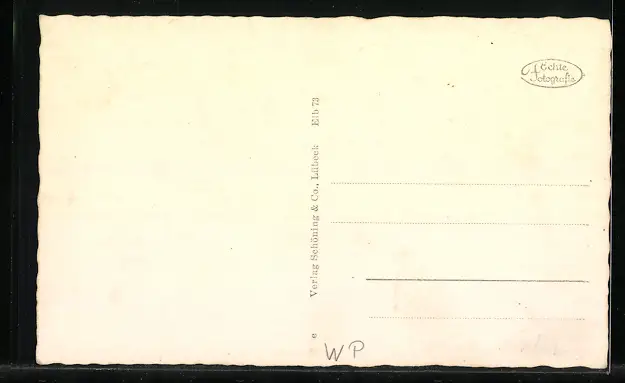 Echte
Fotografie
Verlag Schöning & Co., Lübeck Elb 73
e
WP